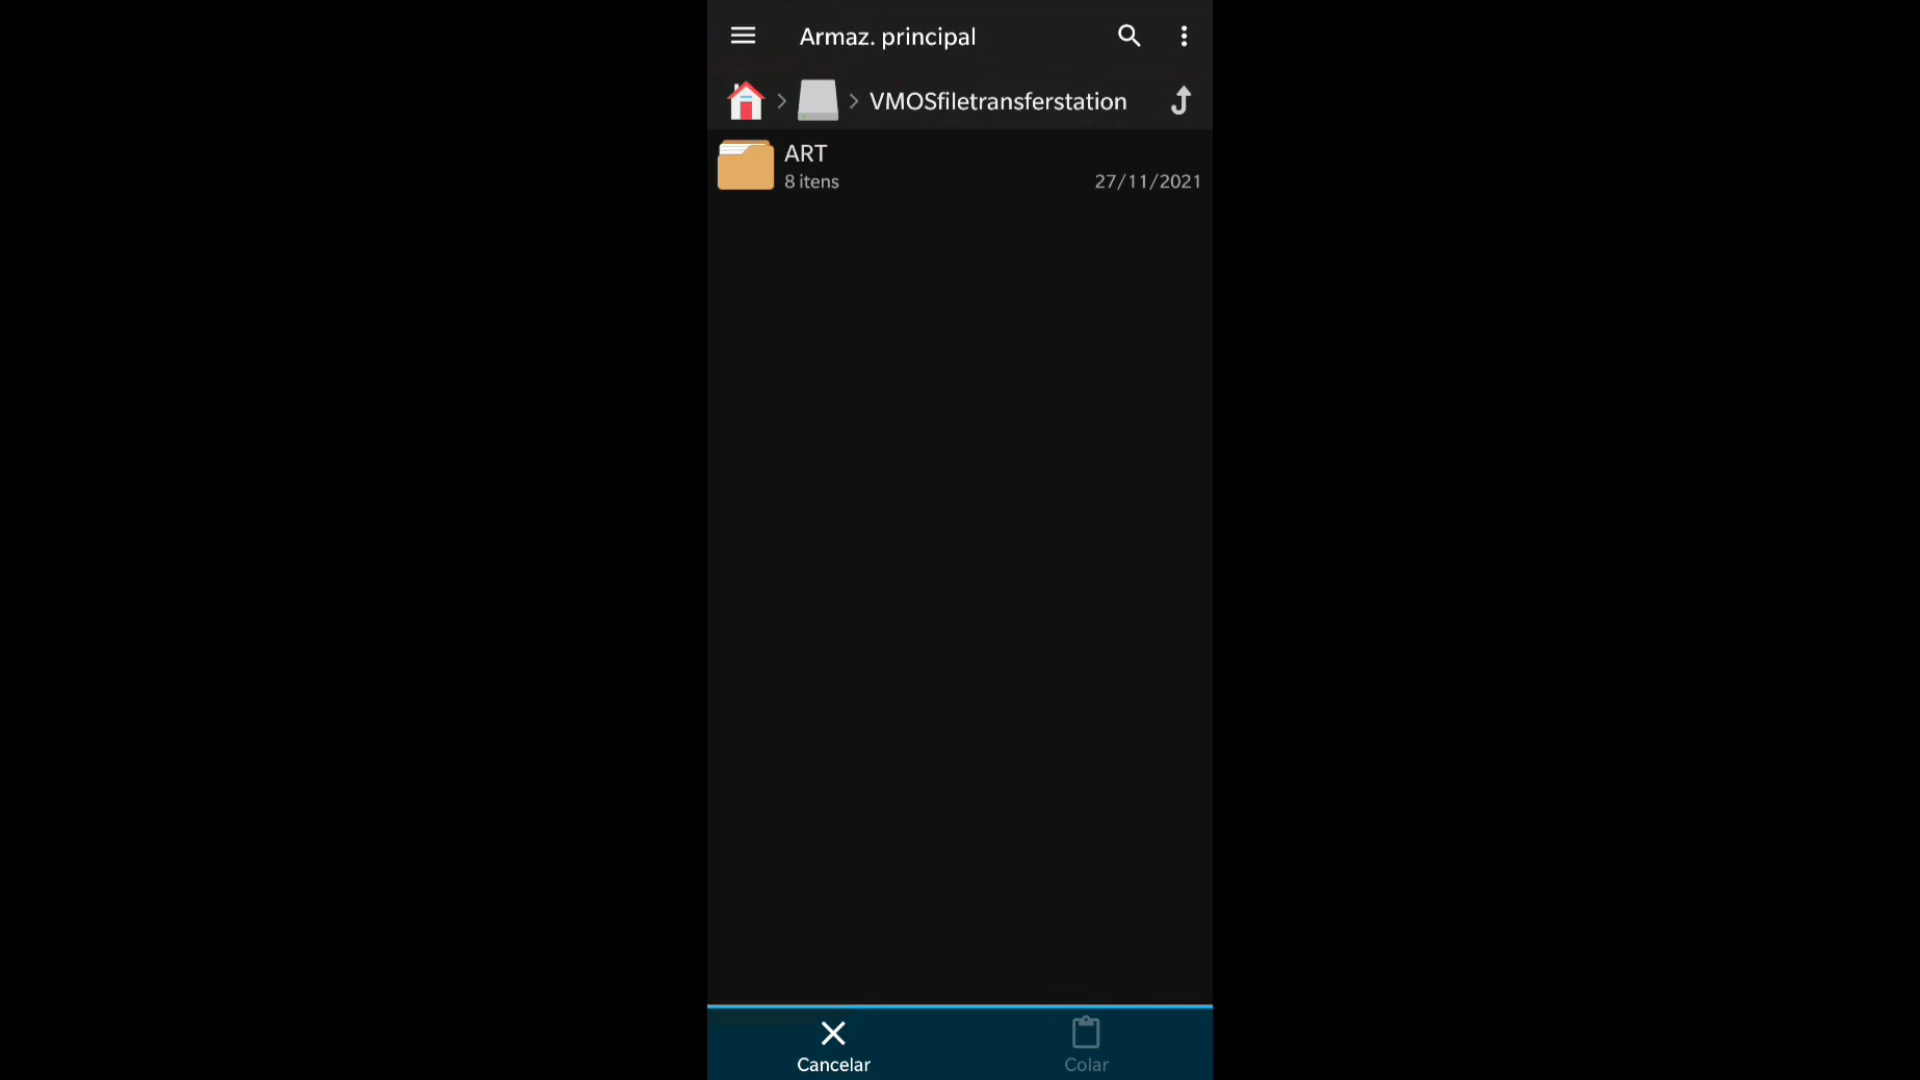 Armaz. principal
VMOSfiletransferstation
ART
8 itens
27/11/2021
Cancelar
Colar